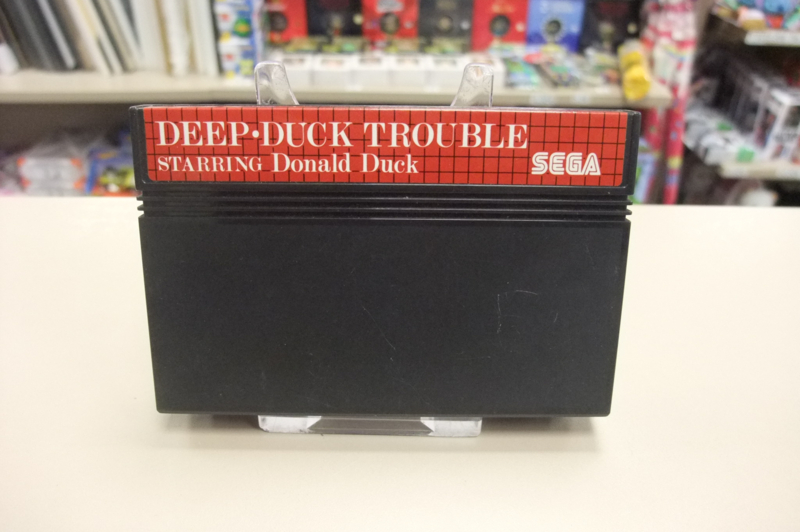 DEEP•DUCK TROUBLE
STARRING Donald Duck
SEGA